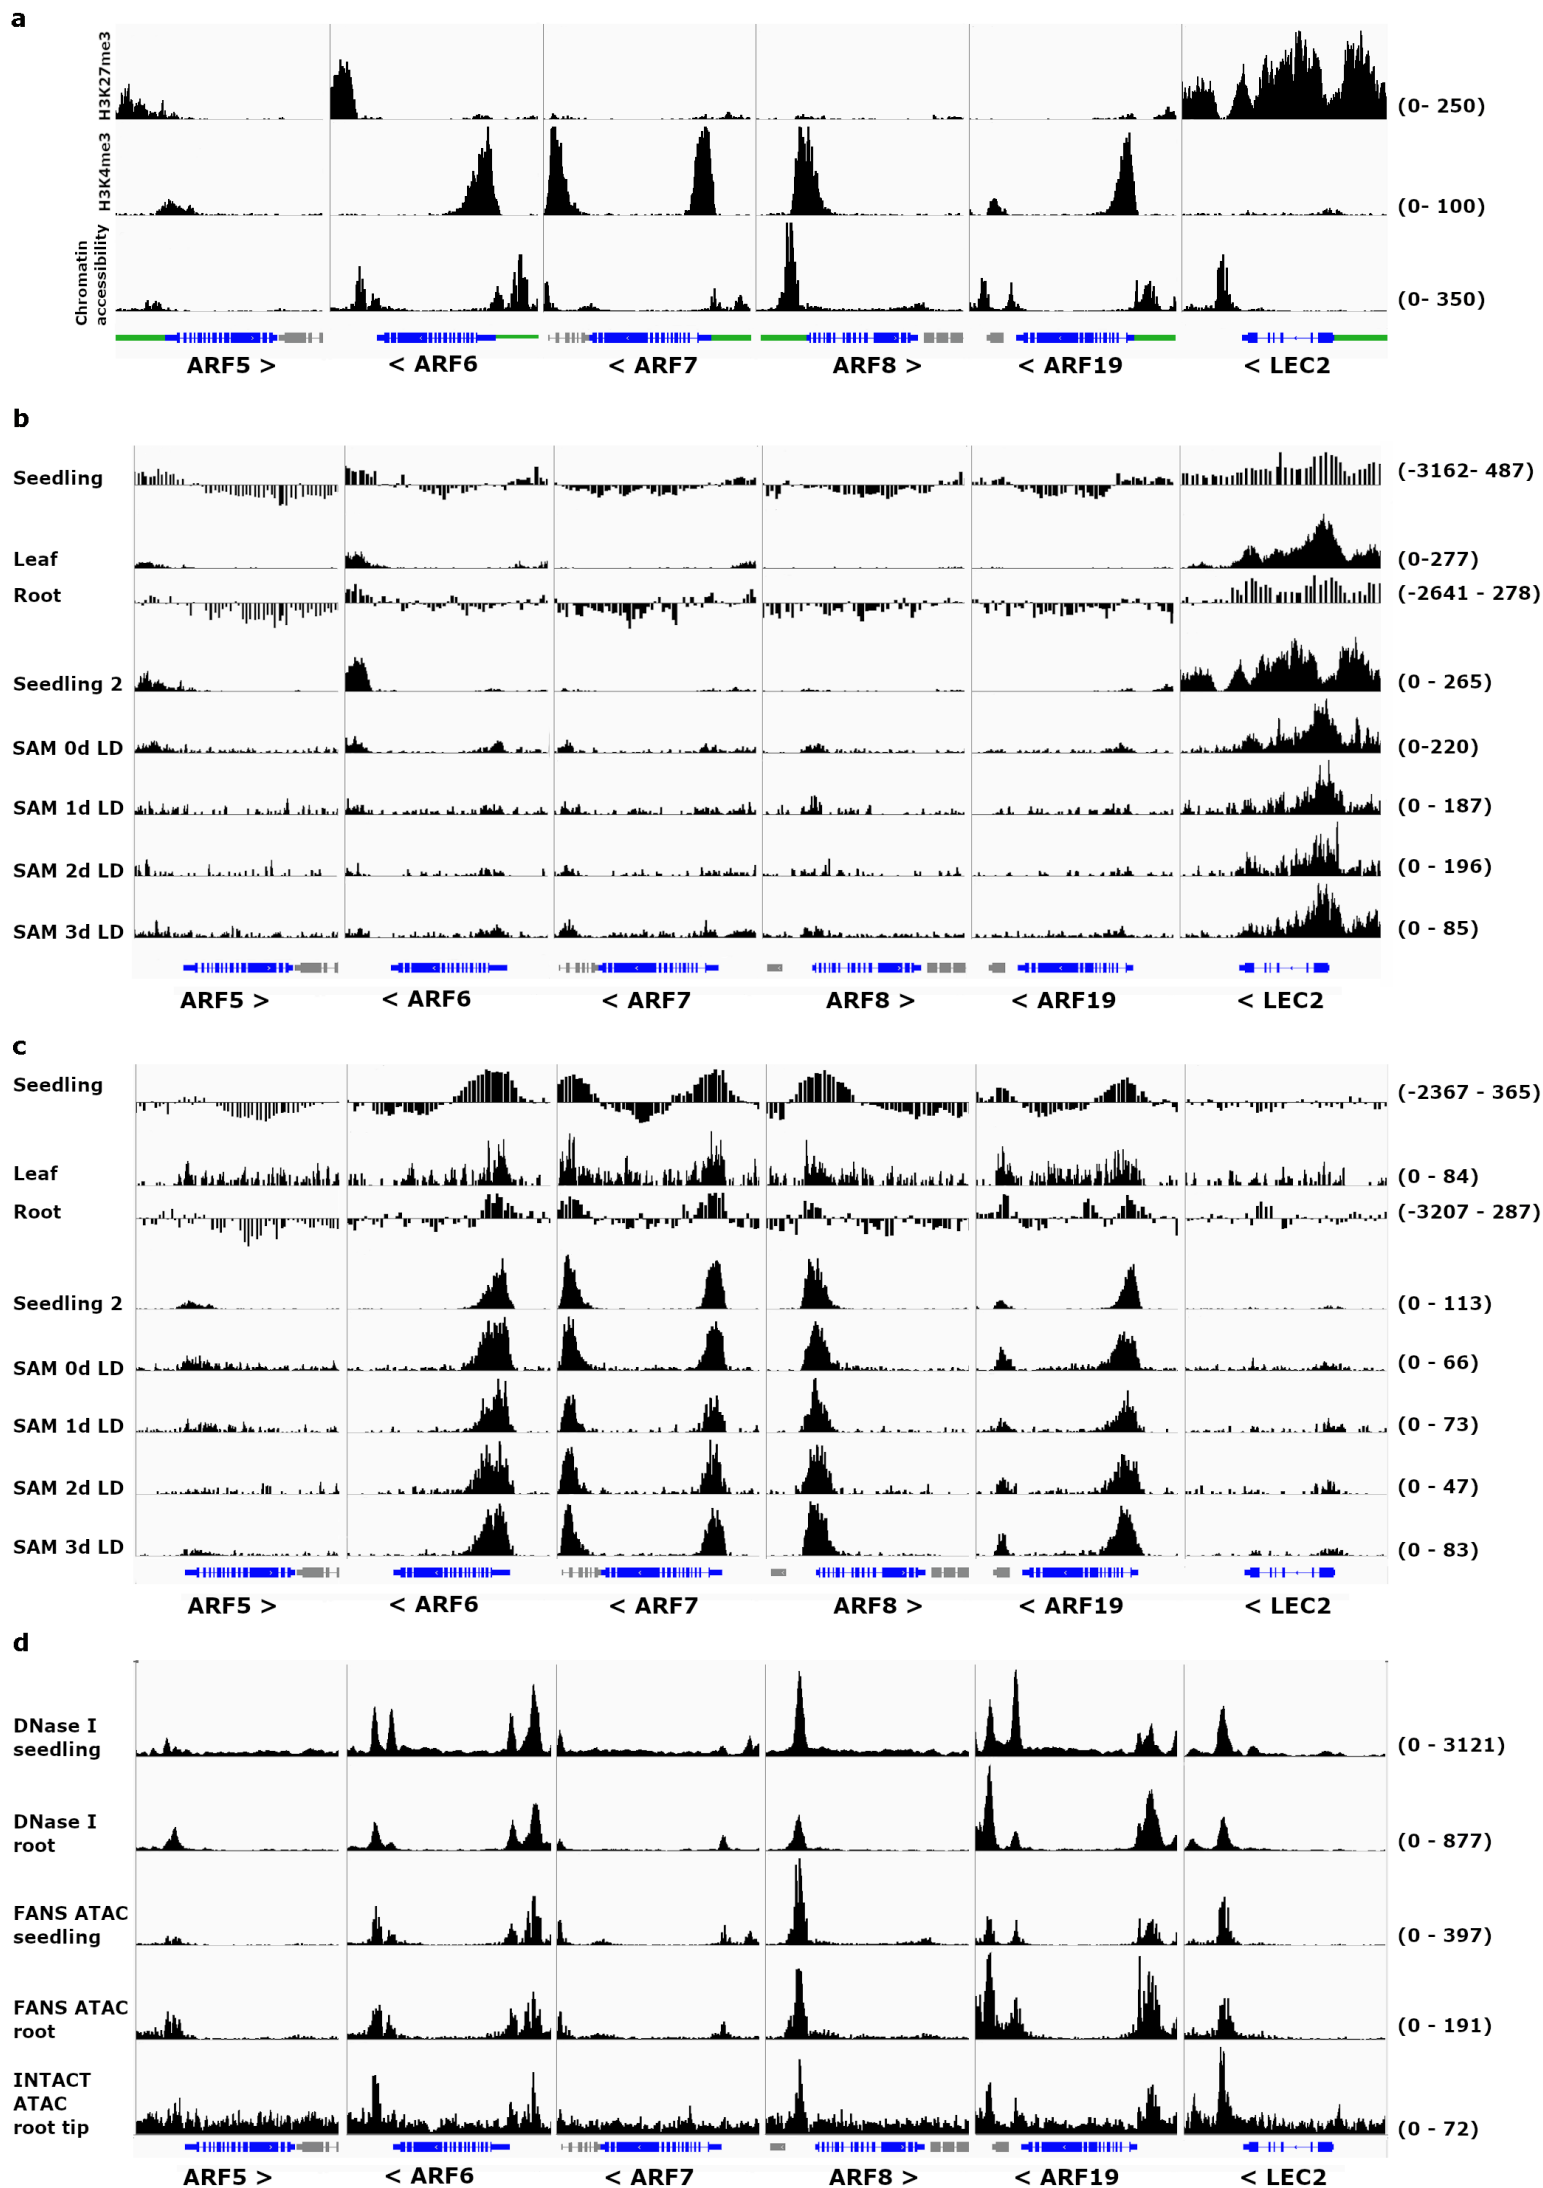 a
H3K27me3
(0- 250)
H3K4me3
(0- 100)
Chromatin
accessibility
(0- 350)
ARF5 >
< ARF6
< ARF7
ARF8 >
< ARF19
< LEC2
b
Seedling
(-3162- 487)
Leaf
(0-277)
Root
(-2641 - 278)
Seedling 2
(0 - 265)
SAM 0d LD
(0-220)
SAM 1d LD
(0 - 187)
SAM 2d LD
(0 - 196)
SAM 3d LD
(0 - 85)
ARF5 >
< ARF6
< ARF7
ARF8 >
< ARF19
< LEC2
c
Seedling
(-2367 - 365)
Leaf
(0 - 84)
Root
(-3207 - 287)
Seedling 2
(0 - 113)
SAM 0d LD
(0 - 66)
SAM 1d LD
(0 - 73)
SAM 2d LD
(0 - 47)
SAM 3d LD
(0 - 83)
ARF5 >
< ARF6
< ARF7
ARF8 >
< ARF19
< LEC2
d
DNase I
seedling
(0 - 3121)
DNase I
root
(0 - 877)
FANS ATAC
seedling
(0 - 397)
FANS ATAC
root
(0 - 191)
INTACT
ATAC
root tip
(0 - 72)
ARF5 >
< ARF6
< ARF7
ARF8 >
< ARF19
< LEC2